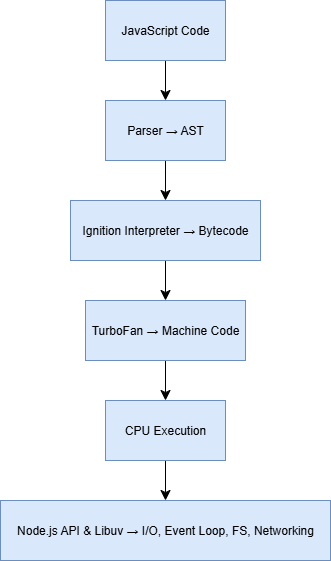 JavaScript Code
Parser → AST
Ignition Interpreter → Bytecode
TurboFan → Machine Code
CPU Execution
Node.js API & Libuv → I/O, Event Loop, FS, Networking